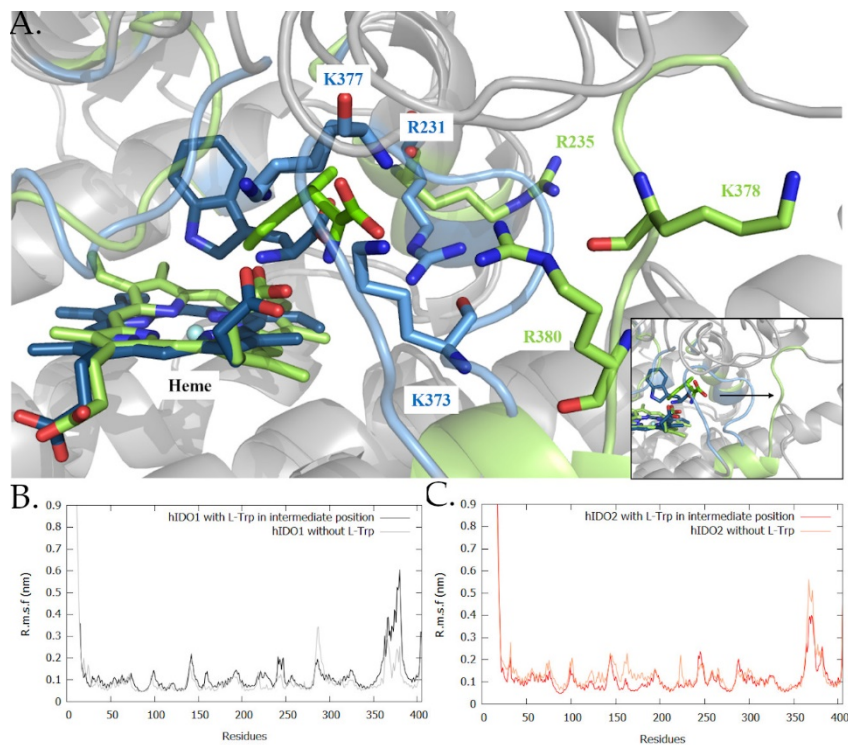 A.
K377
R231
R235
K378
R380
K373
Heme
B.
hIDO1 with L-Trp in intermediate position
hIDO1 without L-Trp
R.m.s.f (nm)
0.9
0.8
0.7
0.6
0.5
0.4
0.3
0.2
0.1
0
0 50 100 150 200 250 300 350 400
Residues
C.
hIDO2 with L-Trp in intermediate position
hIDO2 without L-Trp
R.m.s.f (nm)
0.9
0.8
0.7
0.6
0.5
0.4
0.3
0.2
0.1
0
0 50 100 150 200 250 300 350 400
Residues